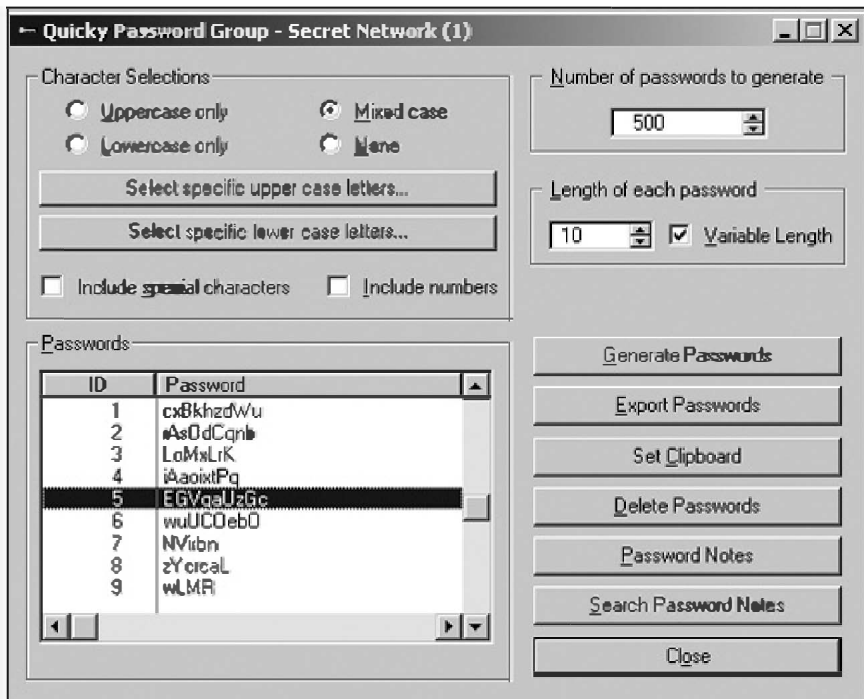 Quicky Password Group - Secret Network (1)
Character Selections
Uppercase only
Mixed case
Lowercase only
None
Select specific upper case letters...
Select specific lower case letters...
Include special characters
Include numbers
Number of passwords to generate
500
Length of each password
10
Variable Length
Passwords
ID Password
1 cxBkhzdWu
2
3 LoMxLrK
4 iAaoixtPq
5 EGVqaUzGc
6 wuUCOebO
7
8
9 wLMR
Generate Passwords
Export Passwords
Set Clipboard
Delete Passwords
Password Notes
Search Password Notes
Close